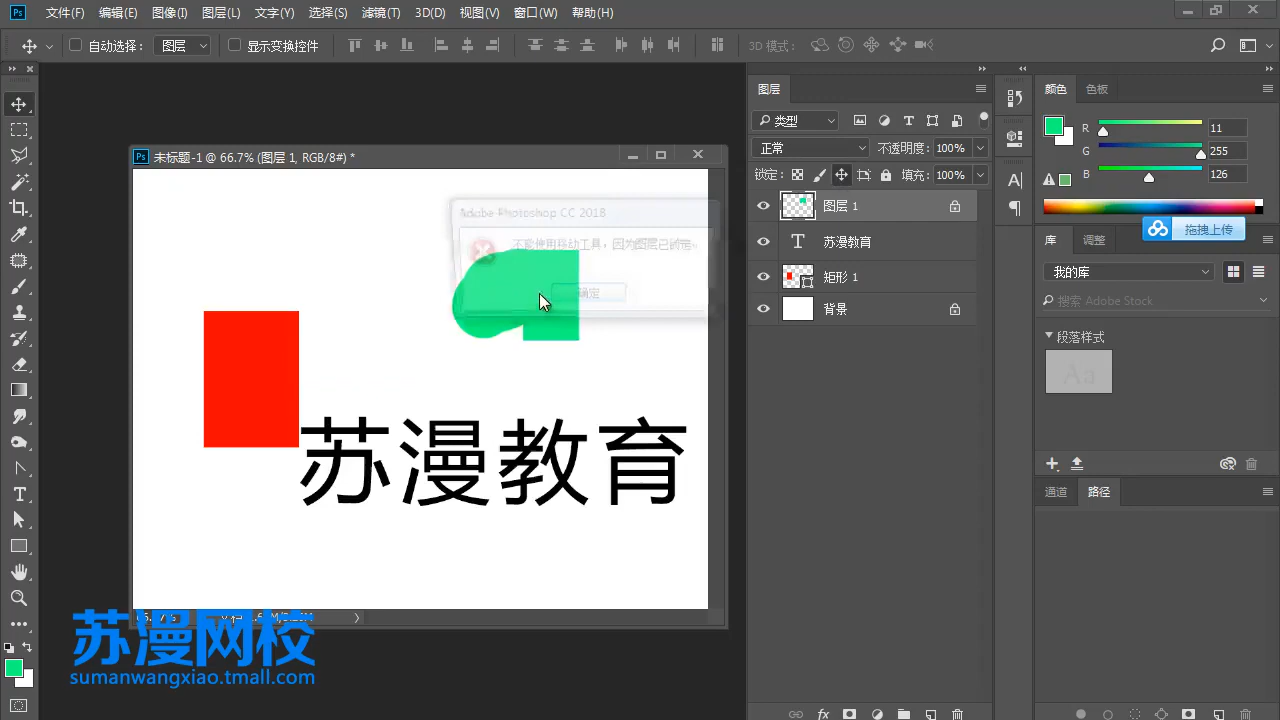 Ps 文件(F) 编辑(E) 图像(I) 图层(L) 文字(Y) 选择(S) 滤镜(T) 3D(D) 视图(V) 窗口(W) 帮助(H)
自动选择： 图层 显示变换控件 3D 模式：
图层
类型
正常 不透明度: 100%
锁定: 填充: 100%
图层 1
苏漫教育
矩形 1
背景
颜色 色板
R 11
G 255
B 126
拖拽上传
库 调整
我的库
搜索 Adobe Stock
段落样式
Aa
通道 路径
Ps 未标题-1 @ 66.7% (图层 1, RGB/8#) *
Adobe Photoshop CC 2018
不能使用移动工具，因为图层已锁定。
确定
苏漫教育
苏漫网校
sumanwangxiao.tmall.com